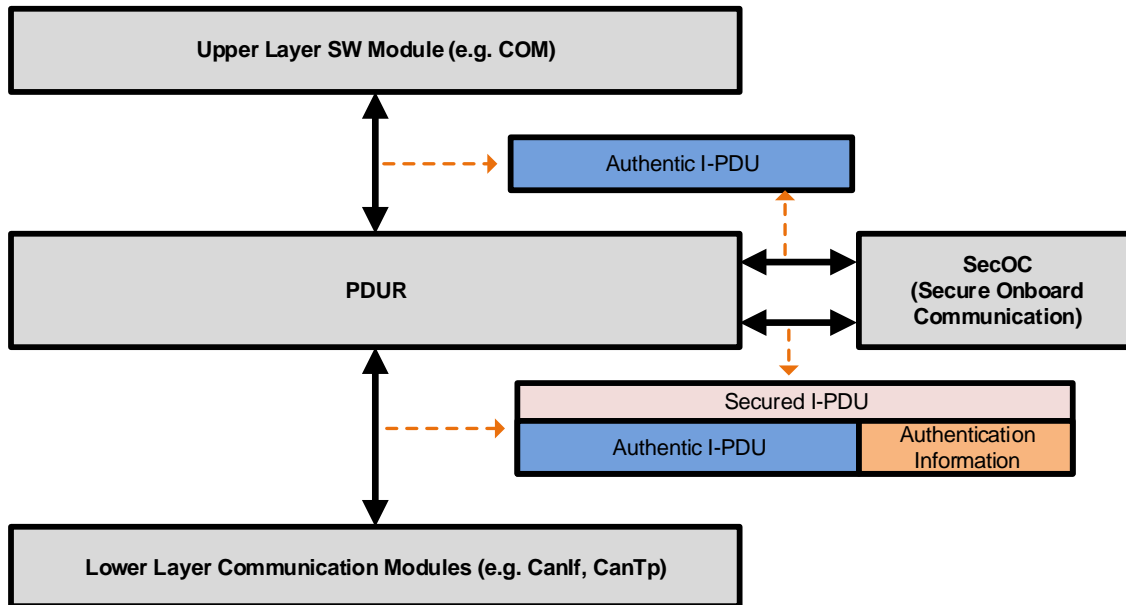 Upper Layer SW Module (e.g. COM)
Authentic I-PDU
PDUR
SecOC
(Secure Onboard
Communication)
Secured I-PDU
Authentic I-PDU
Authentication
Information
Lower Layer Communication Modules (e.g. CanIf, CanTp)